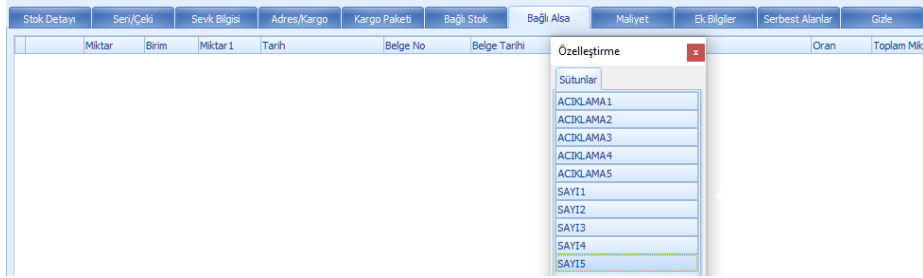 Stok Detayı Seri/Çeki Sevk Bilgisi Adres/Kargo Kargo Paketi Bağlı Stok Bağlı Alsa Maliyet Ek Bilgiler Serbest Alanlar Gizle
Miktar Birim Miktar 1 Tarih Belge No Belge Tarihi Oran Toplam Mik
Özelleştirme
Sütunlar
ACIKLAMA1
ACIKLAMA2
ACIKLAMA3
ACIKLAMA4
ACIKLAMA5
SAYI1
SAYI2
SAYI3
SAYI4
SAYI5